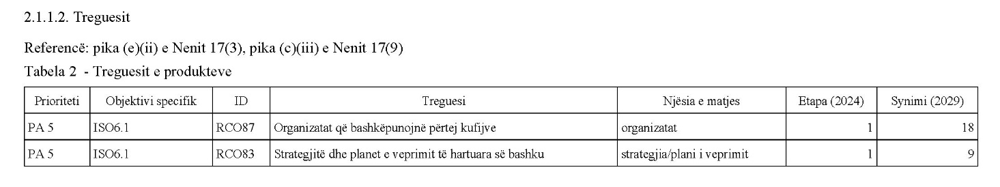 2.1.1.2. Treguesit
Referencë: pika (e)(ii) e Nenit 17(3), pika (c)(iii) e Nenit 17(9)
Tabela 2 - Treguesit e produkteve
Prioriteti Objektivi specifik ID Treguesi Njësia e matjes Etapa (2024) Synimi (2029)
PA 5 ISO6.1 RCO87 Organizatat që bashkëpunojnë përtej kufijve organizatat 1 18
PA 5 ISO6.1 RCO83 Strategjitë dhe planet e veprimit të hartuara së bashku strategjia/plani i veprimit 1 9